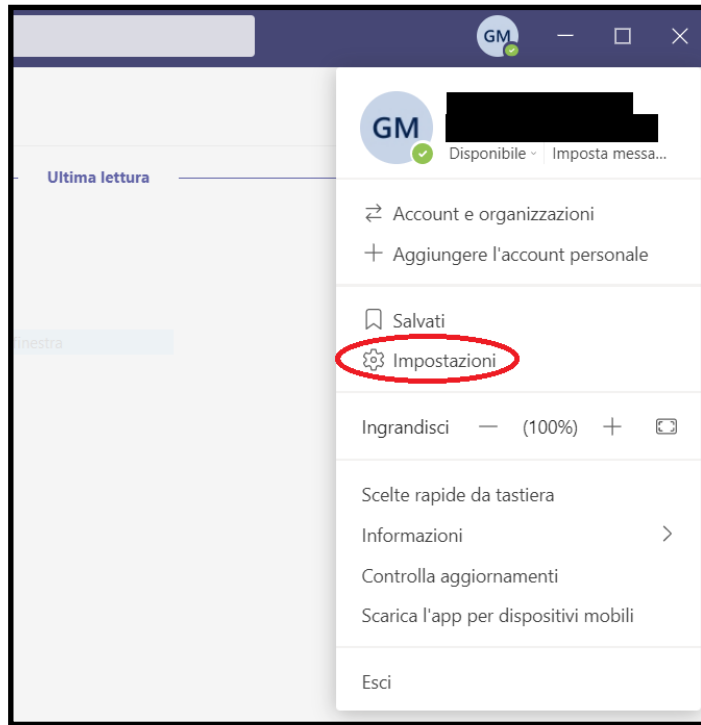 GM
GM
Disponibile
Imposta messa...
Ultima lettura
Account e organizzazioni
Aggiungere l'account personale
Salvati
finestra
Impostazioni
Ingrandisci — (100%) +
Scelte rapide da tastiera
Informazioni
Controlla aggiornamenti
Scarica l'app per dispositivi mobili
Esci